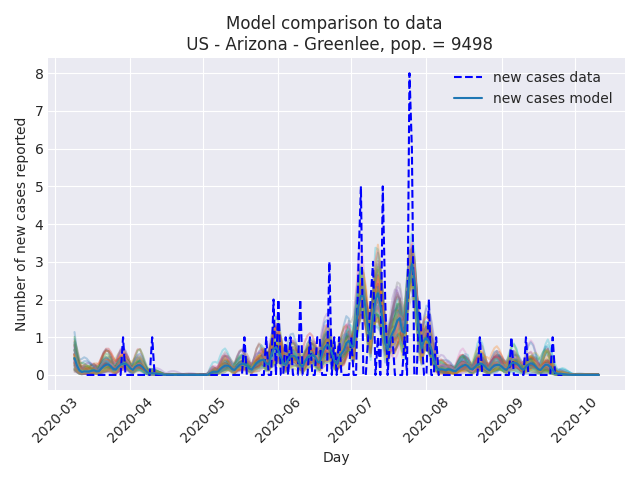 Model comparison to data
US - Arizona - Greenlee, pop. = 9498
new cases data
new cases model
Number of new cases reported
8
7
6
5
4
3
2
1
0
2020-03
2020-04
2020-05
2020-06
2020-07
2020-08
2020-09
2020-10
Day